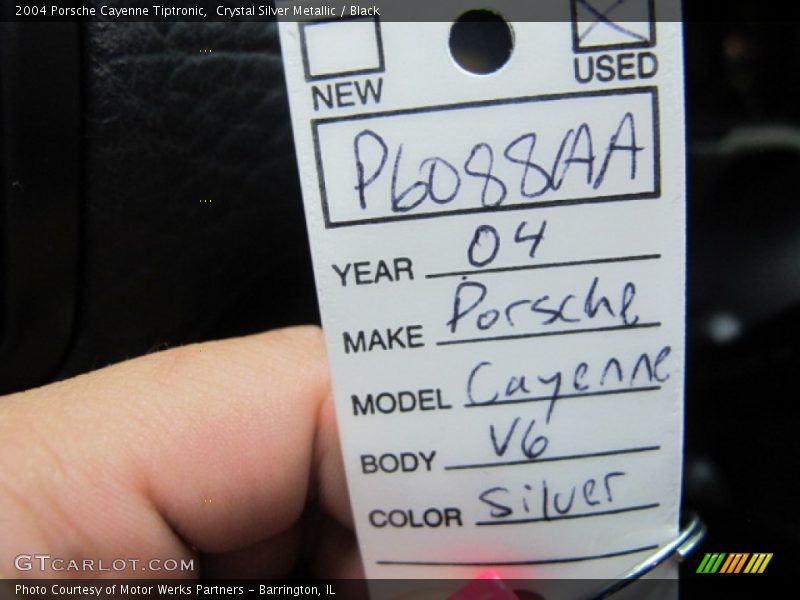 2004 Porsche Cayenne Tiptronic,  Crystal Silver Metallic / Black
NEW USED
P6088AA
YEAR 04
MAKE Porsche
MODEL Cayenne
BODY V6
COLOR Silver
GTCARLOT.COM
Photo Courtesy of Motor Werks Partners – Barrington, IL